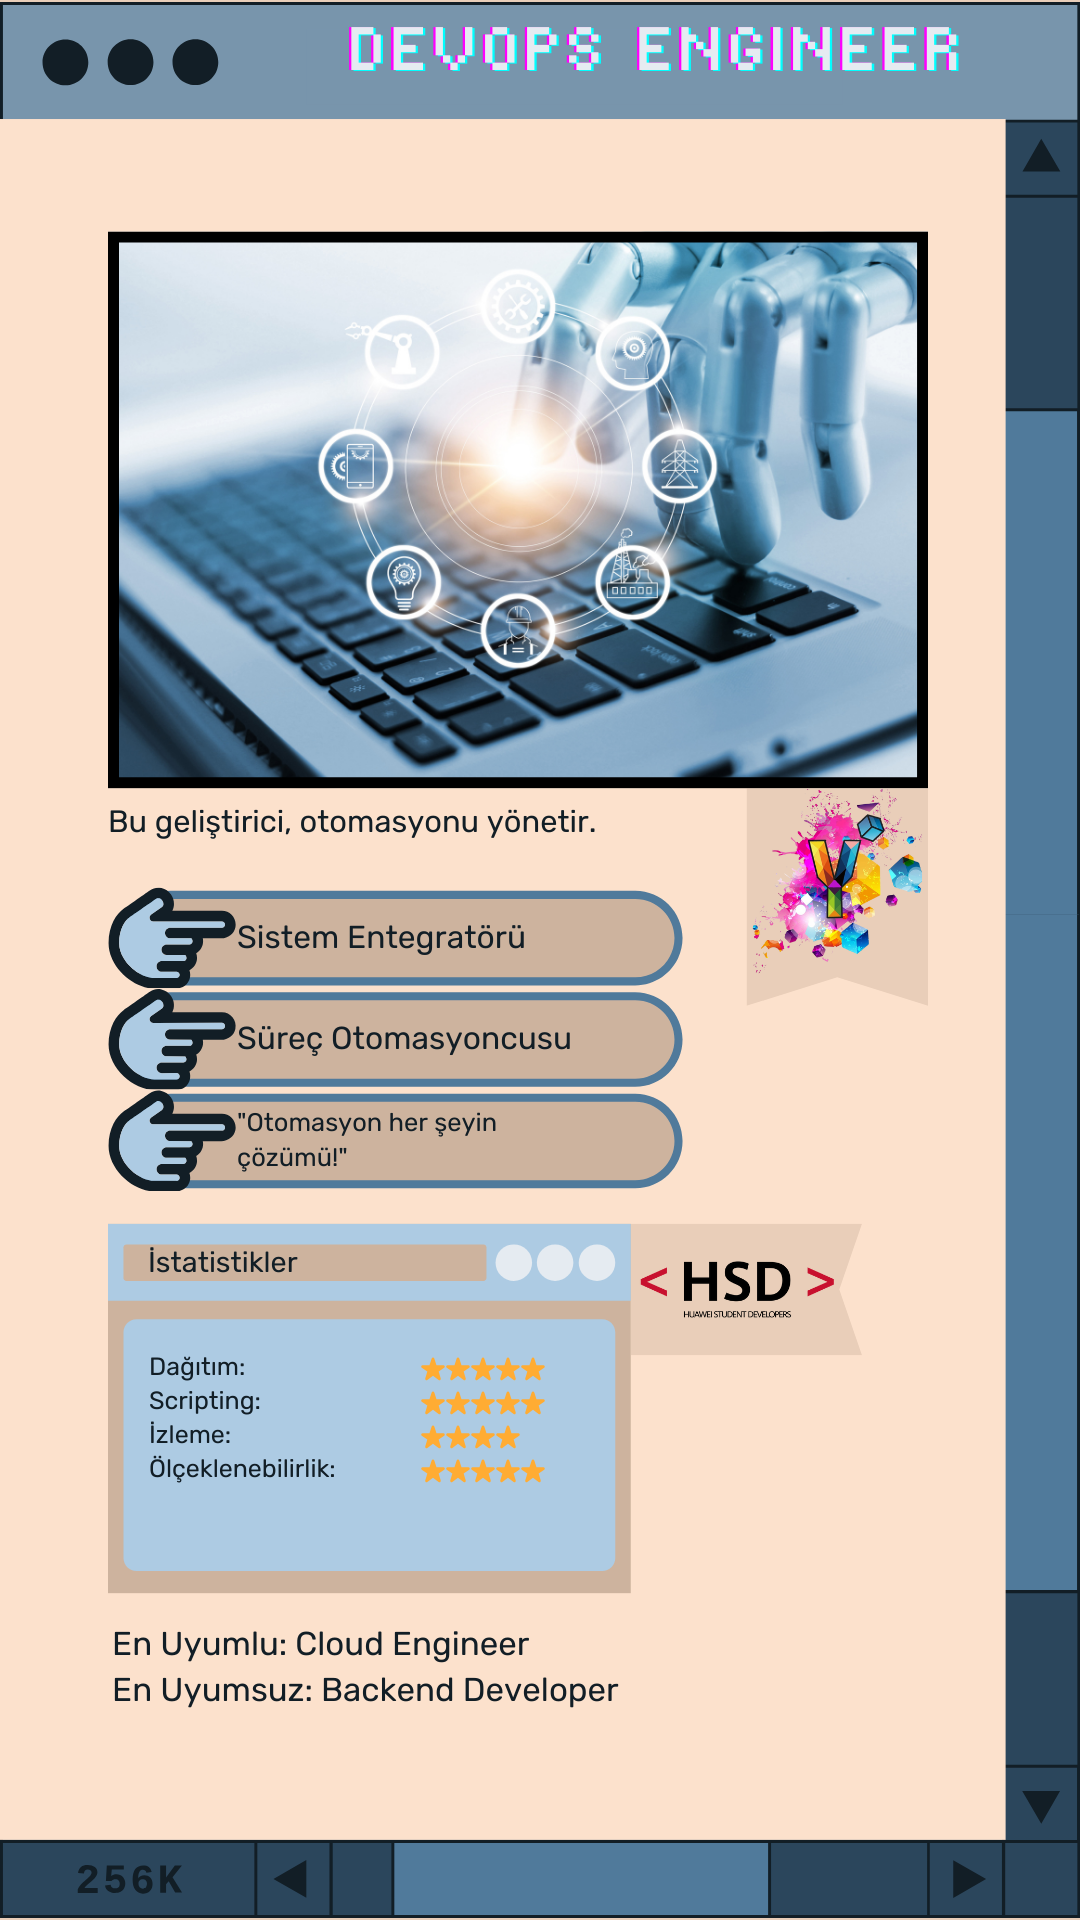 DEVOPS ENGINEER
Bu geliştirici, otomasyonu yönetir.
Sistem Entegratörü
Süreç Otomasyoncusu
"Otomasyon her şeyin
çözümü!"
İstatistikler
< HSD >
HUAWEI STUDENT DEVELOPERS
Dağıtım:
Scripting:
İzleme:
Ölçeklenebilirlik:
En Uyumlu: Cloud Engineer
En Uyumsuz: Backend Developer
256K